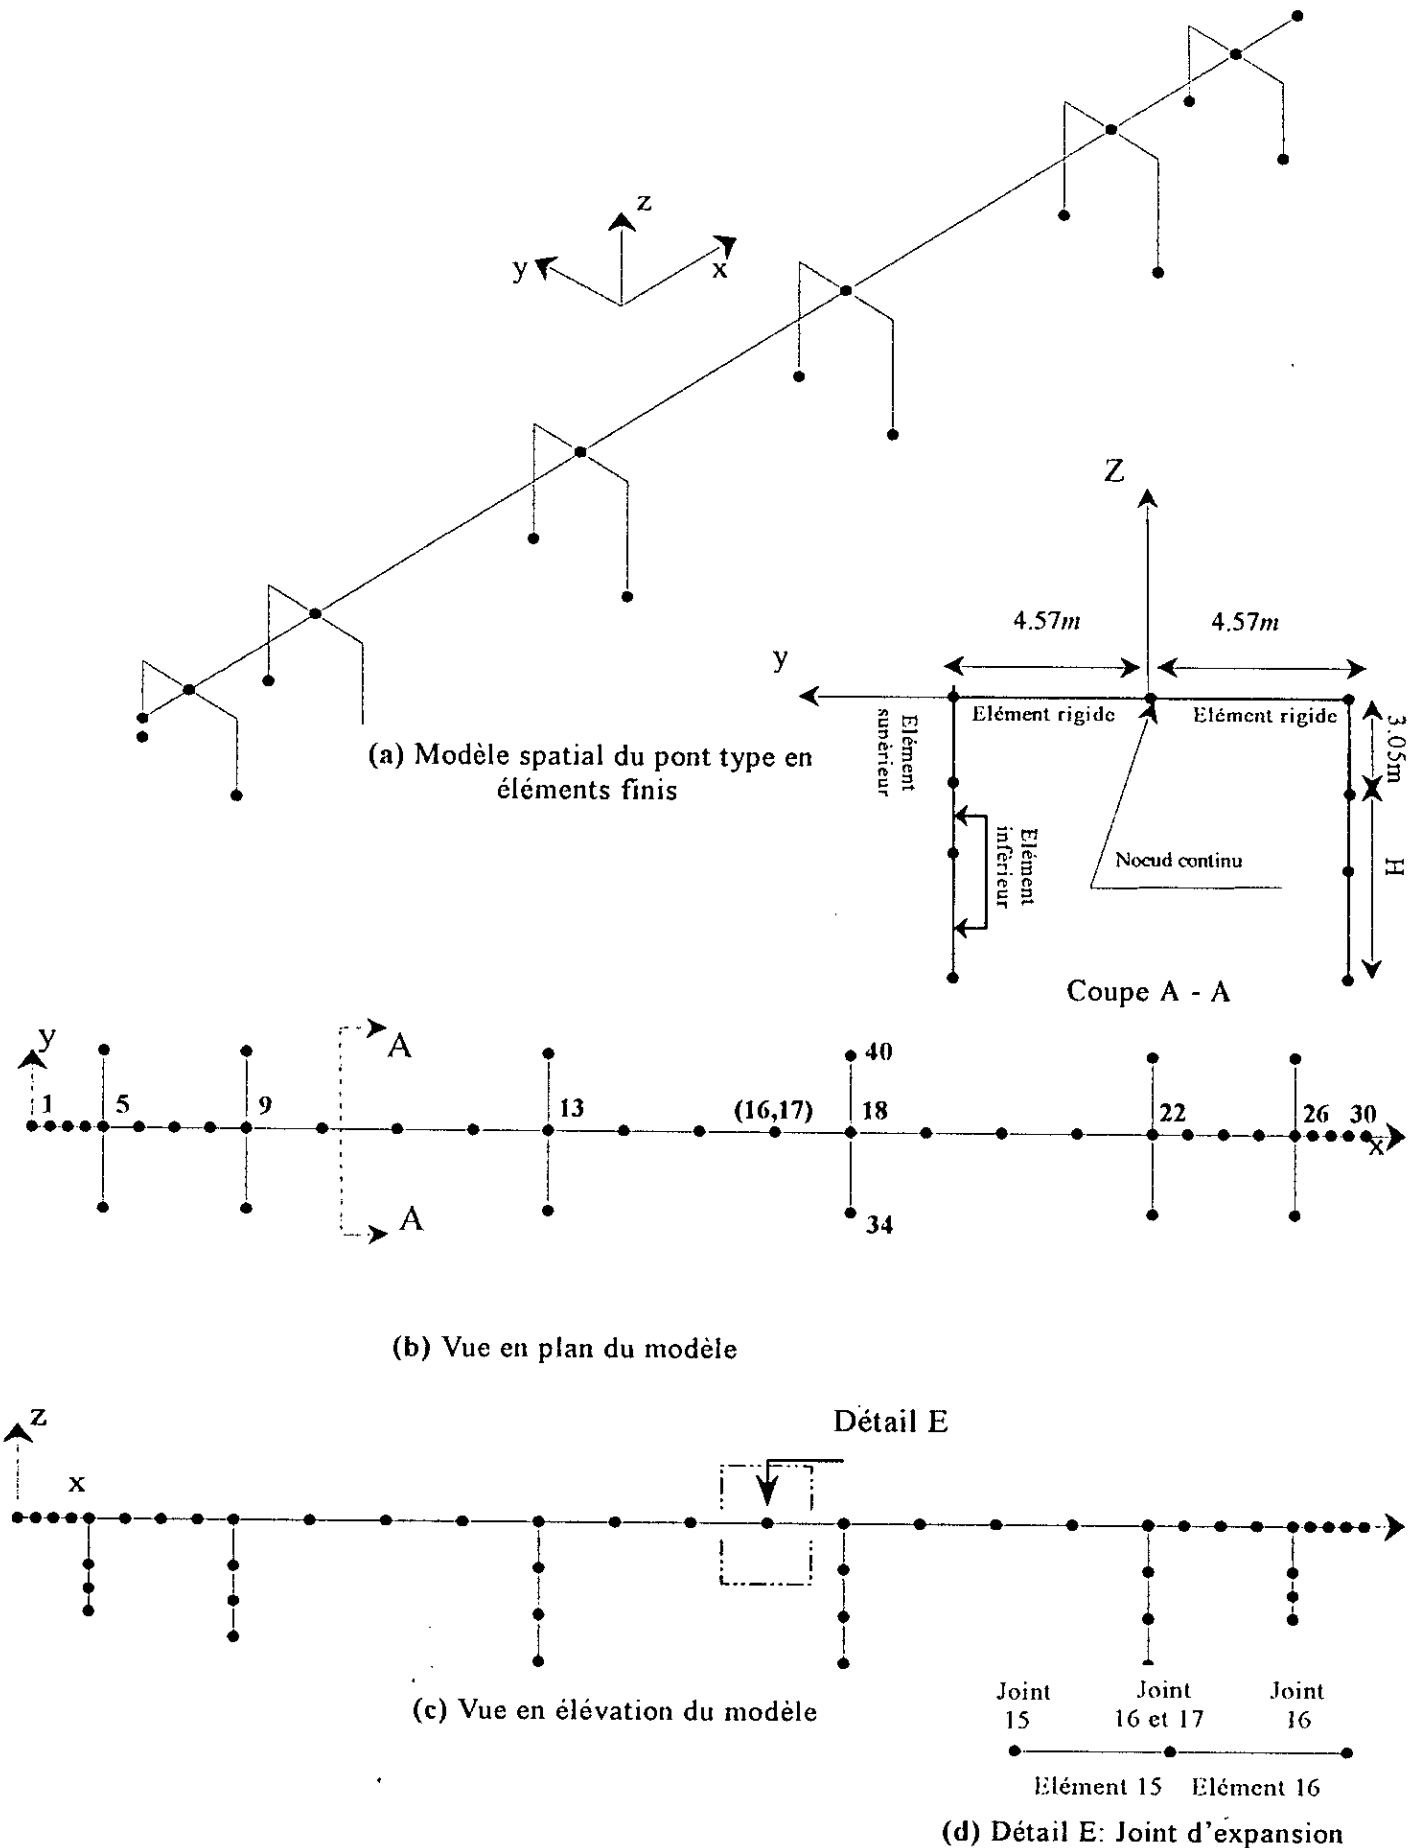 z
y
x
(a) Modèle spatial du pont type en
éléments finis
Z
4.57m
4.57m
y
Elément rigide
Elément rigide
Elément
supèrieur
Elément
infèrieur
3.05m
H
Nocud continu
Coupe A - A
y
A
A
1
5
9
13
(16,17)
18
40
34
22
26
30
x
(b) Vue en plan du modèle
z
x
Détail E
(c) Vue en élévation du modèle
Joint
15
Joint
16 et 17
Joint
16
Elément 15
Elément 16
(d) Détail E: Joint d'expansion